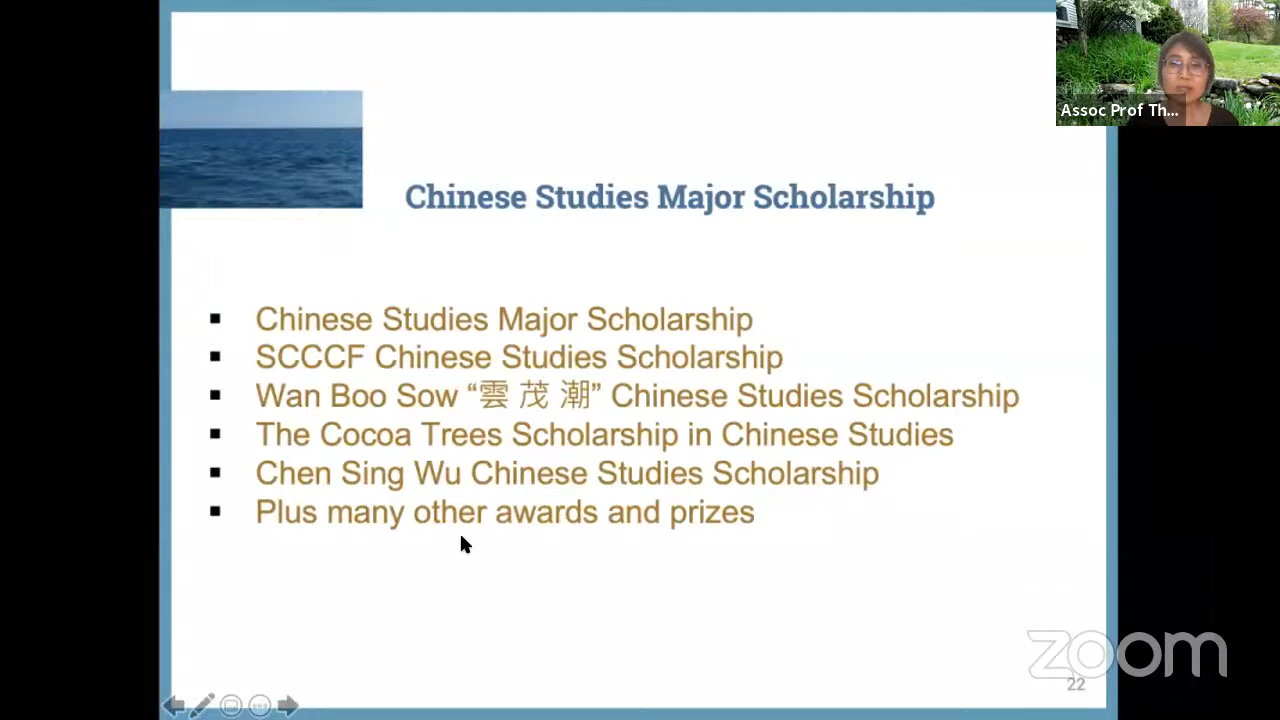 Assoc Prof Th...
Chinese Studies Major Scholarship
Chinese Studies Major Scholarship
SCCCF Chinese Studies Scholarship
Wan Boo Sow “雲 茂 潮” Chinese Studies Scholarship
The Cocoa Trees Scholarship in Chinese Studies
Chen Sing Wu Chinese Studies Scholarship
Plus many other awards and prizes
zoom
22